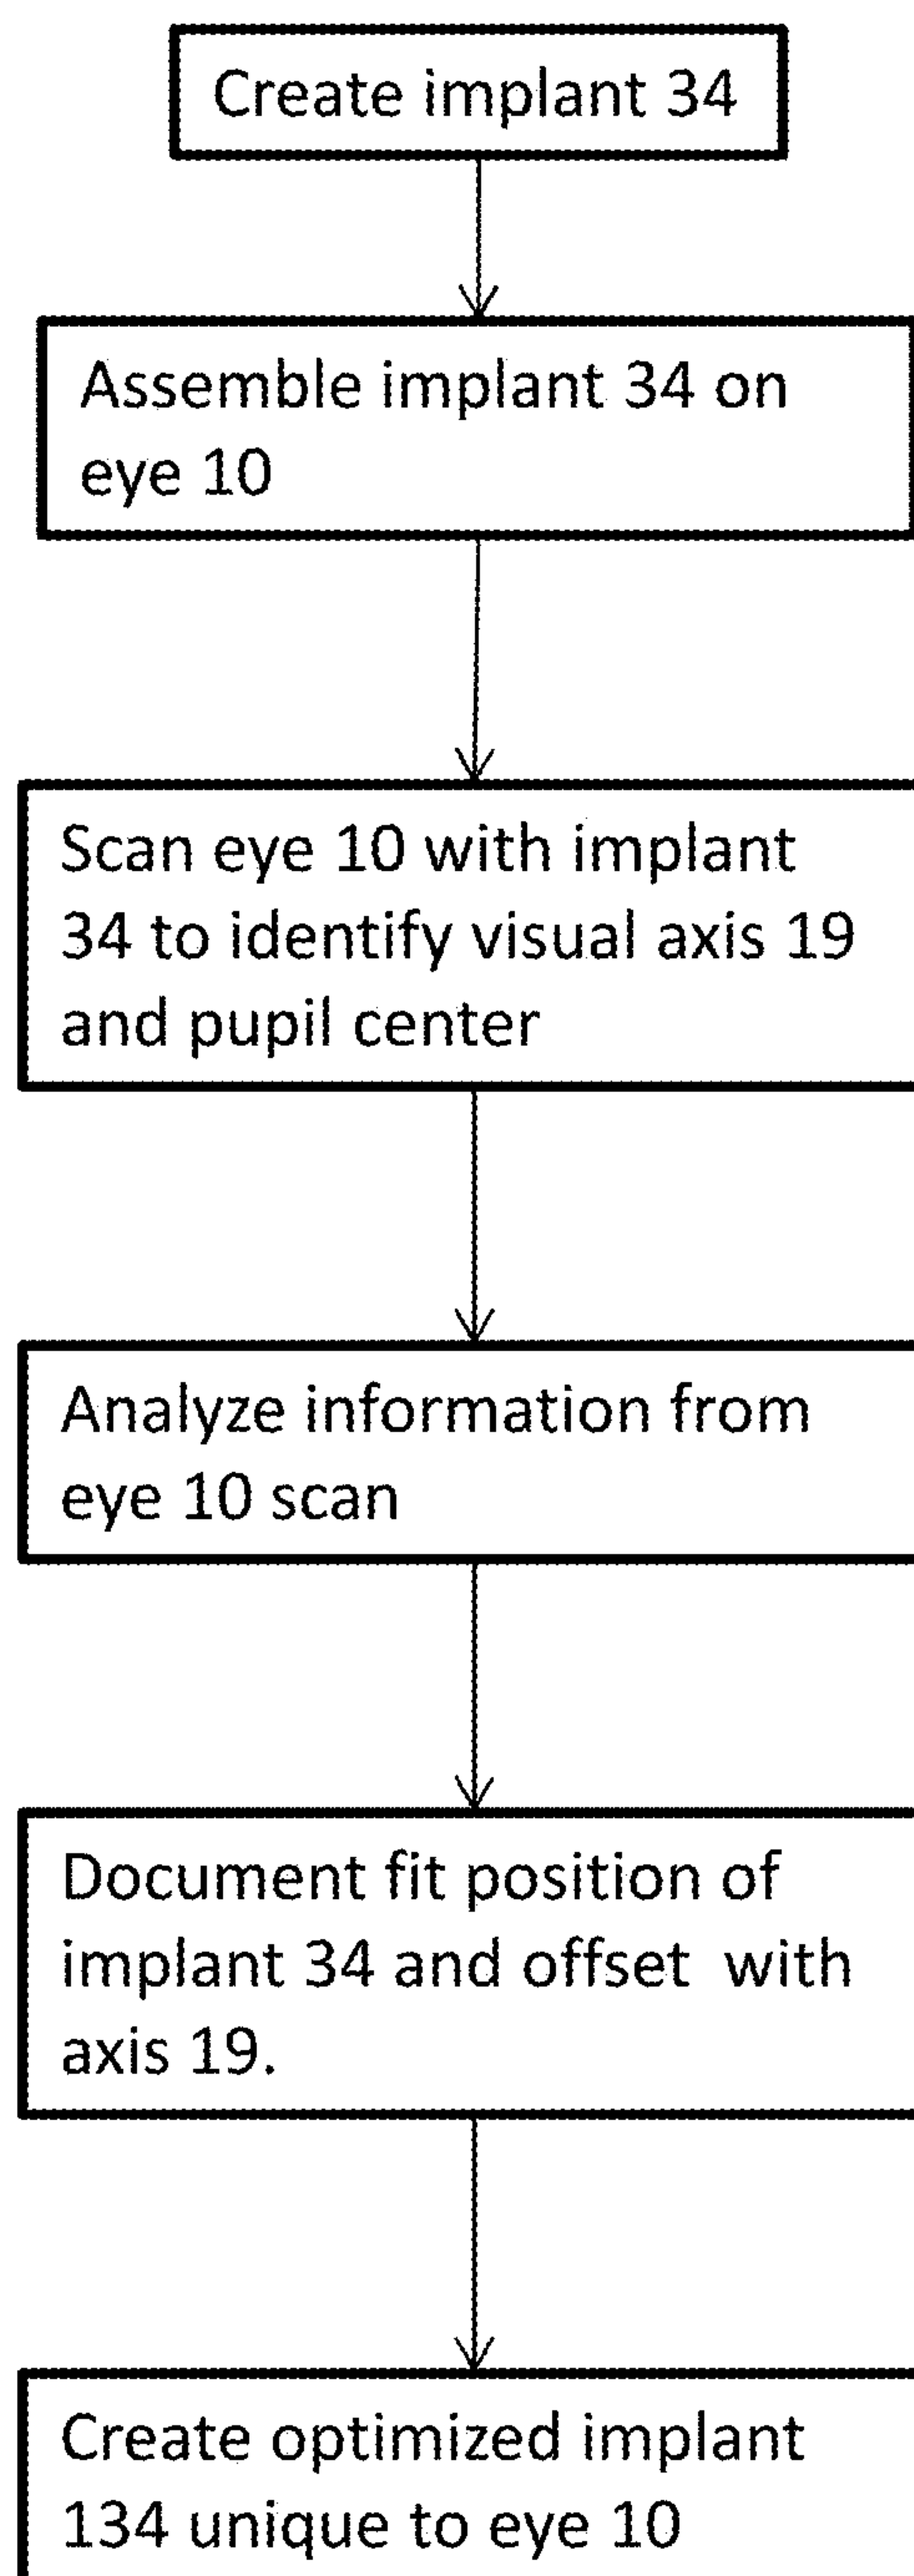 Create implant 34
Assemble implant 34 on
eye 10
Scan eye 10 with implant
34 to identify visual axis 19
and pupil center
Analyze information from
eye 10 scan
Document fit position of
implant 34 and offset  with
axis 19.
Create optimized implant
134 unique to eye 10